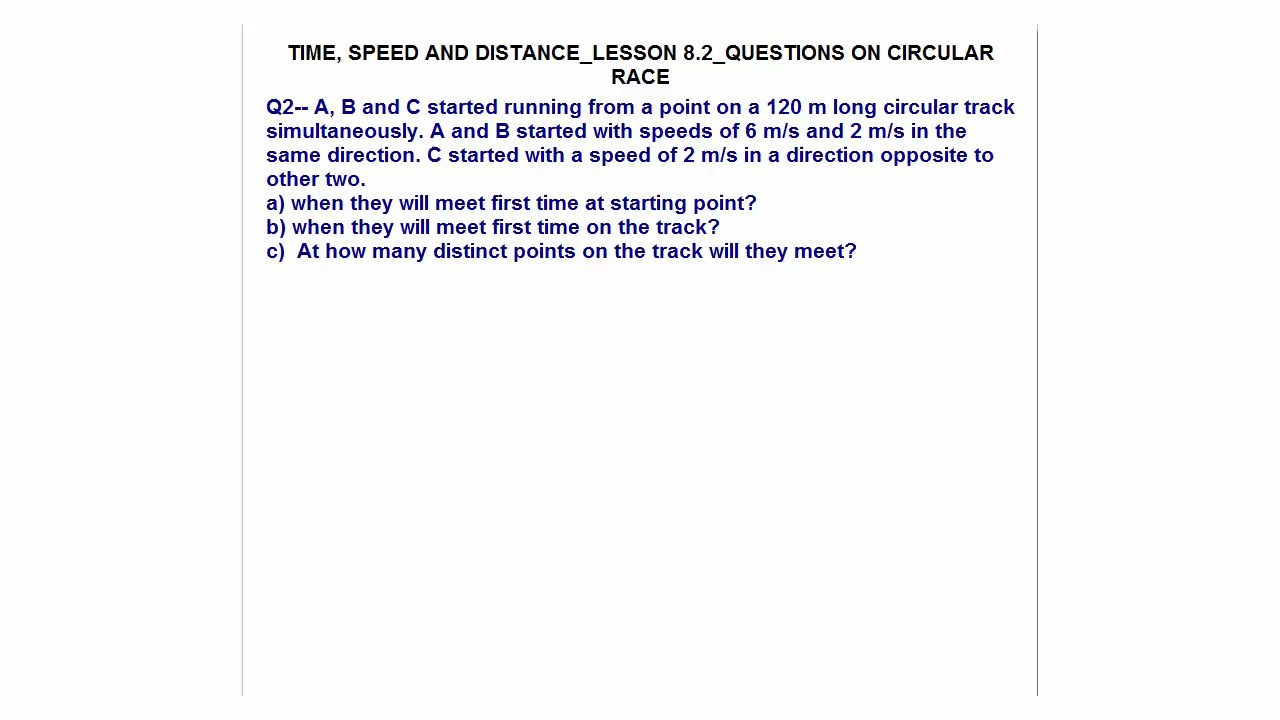 TIME, SPEED AND DISTANCE_LESSON 8.2_QUESTIONS ON CIRCULAR
RACE
Q2-- A, B and C started running from a point on a 120 m long circular track
simultaneously. A and B started with speeds of 6 m/s and 2 m/s in the
same direction. C started with a speed of 2 m/s in a direction opposite to
other two.
a) when they will meet first time at starting point?
b) when they will meet first time on the track?
c)  At how many distinct points on the track will they meet?